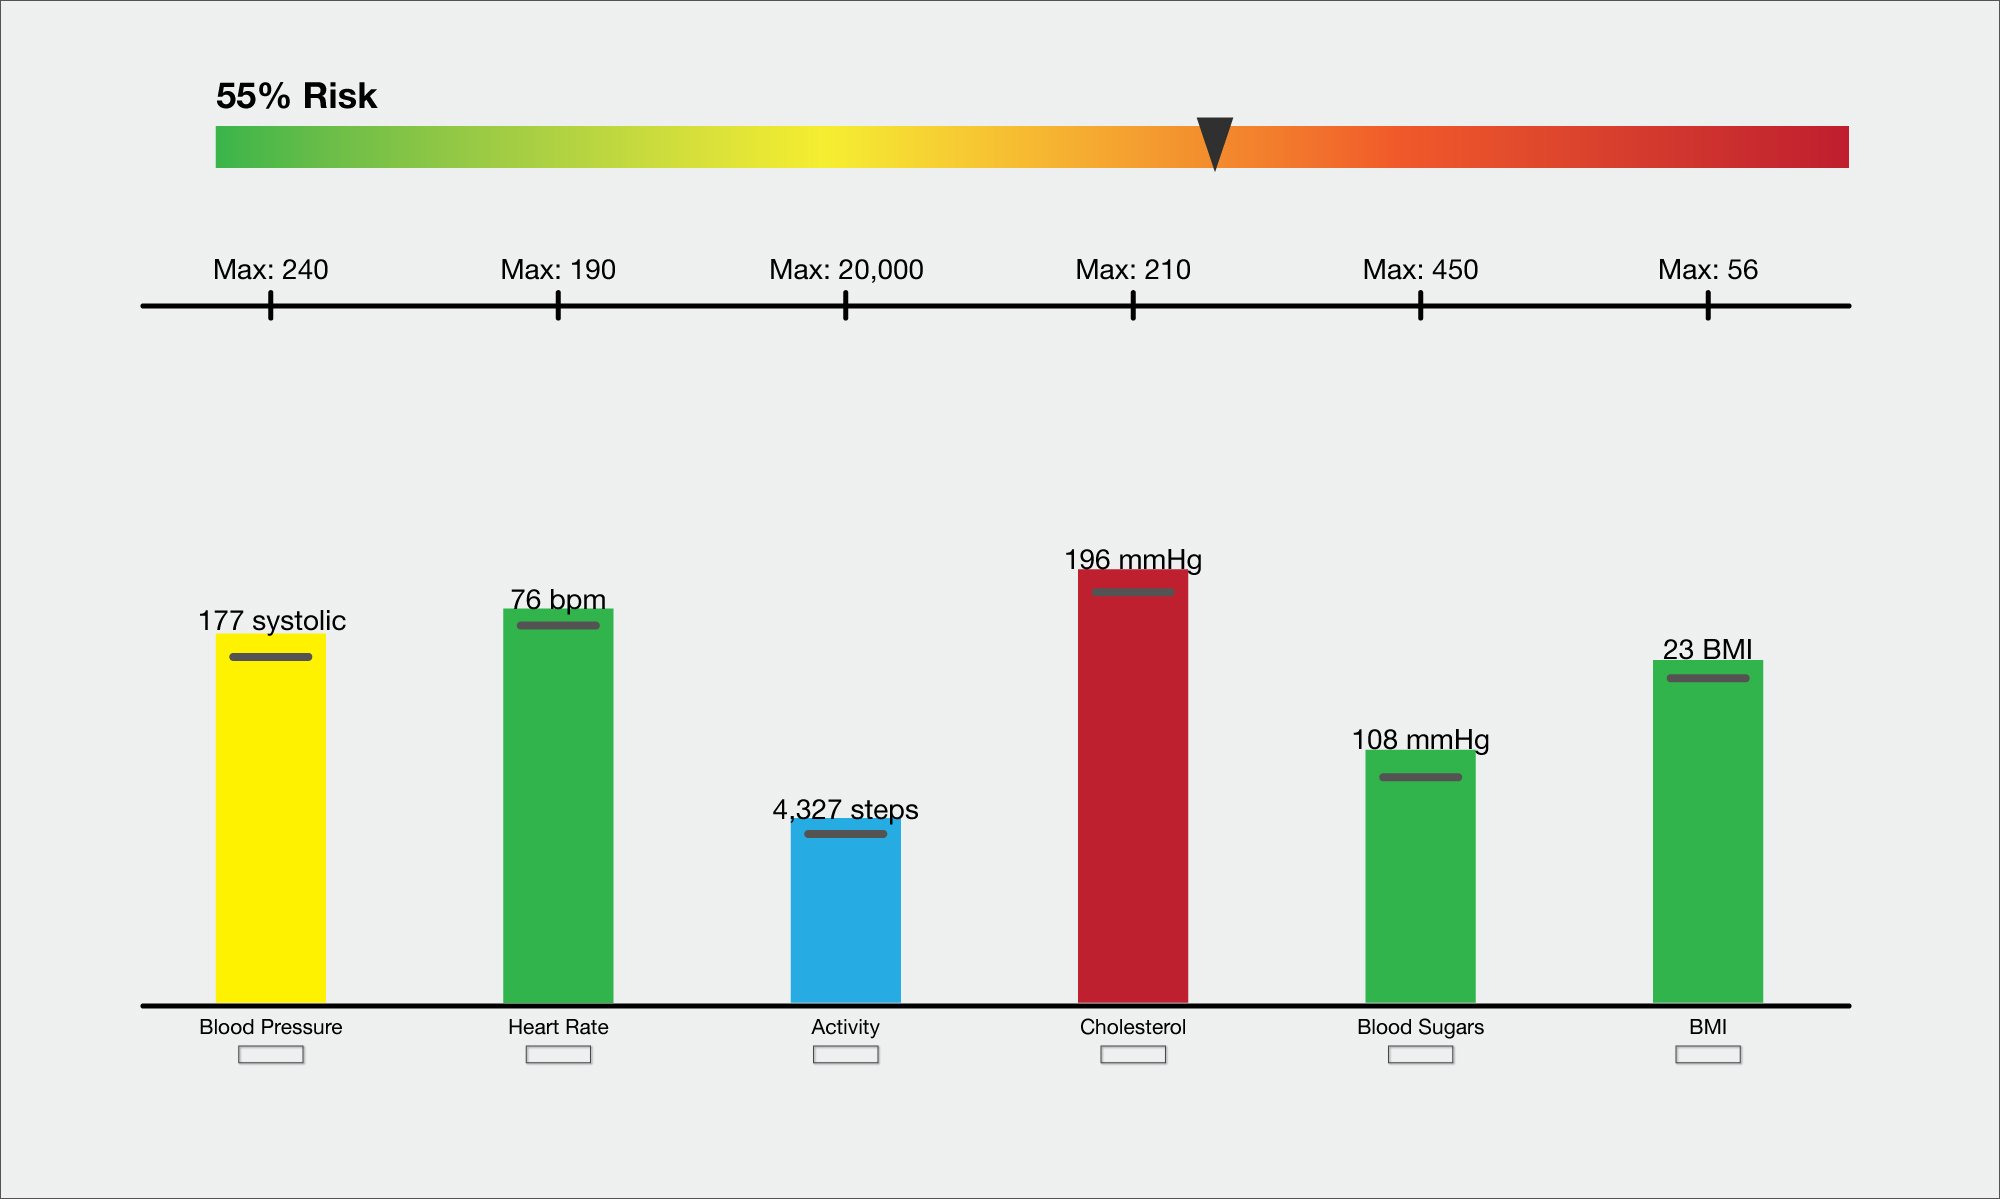 55% Risk
Max: 240
Max: 190
Max: 20,000
Max: 210
Max: 450
Max: 56
177 systolic
76 bpm
4,327 steps
196 mmHg
108 mmHg
23 BMI
Blood Pressure
Heart Rate
Activity
Cholesterol
Blood Sugars
BMI